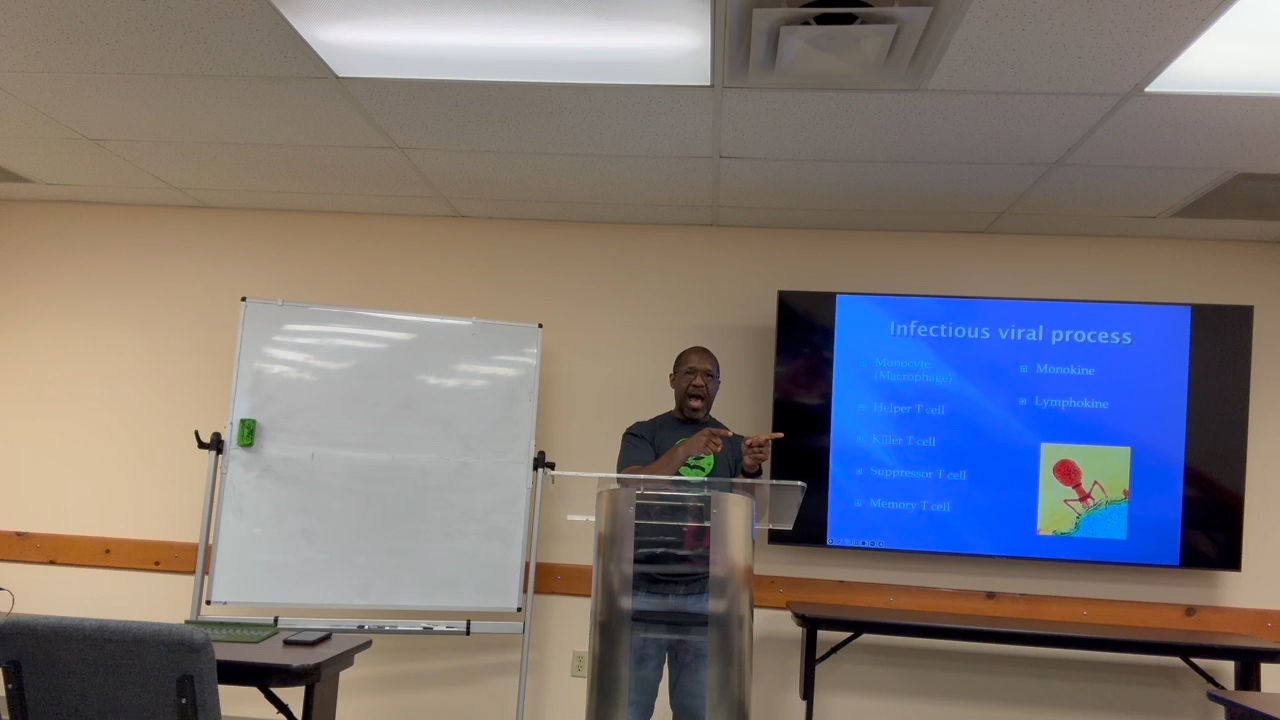 Infectious viral process
Monocyte
(Macrophage)
Helper T cell
Killer T cell
Suppressor T cell
Memory T cell
Monokine
Lymphokine